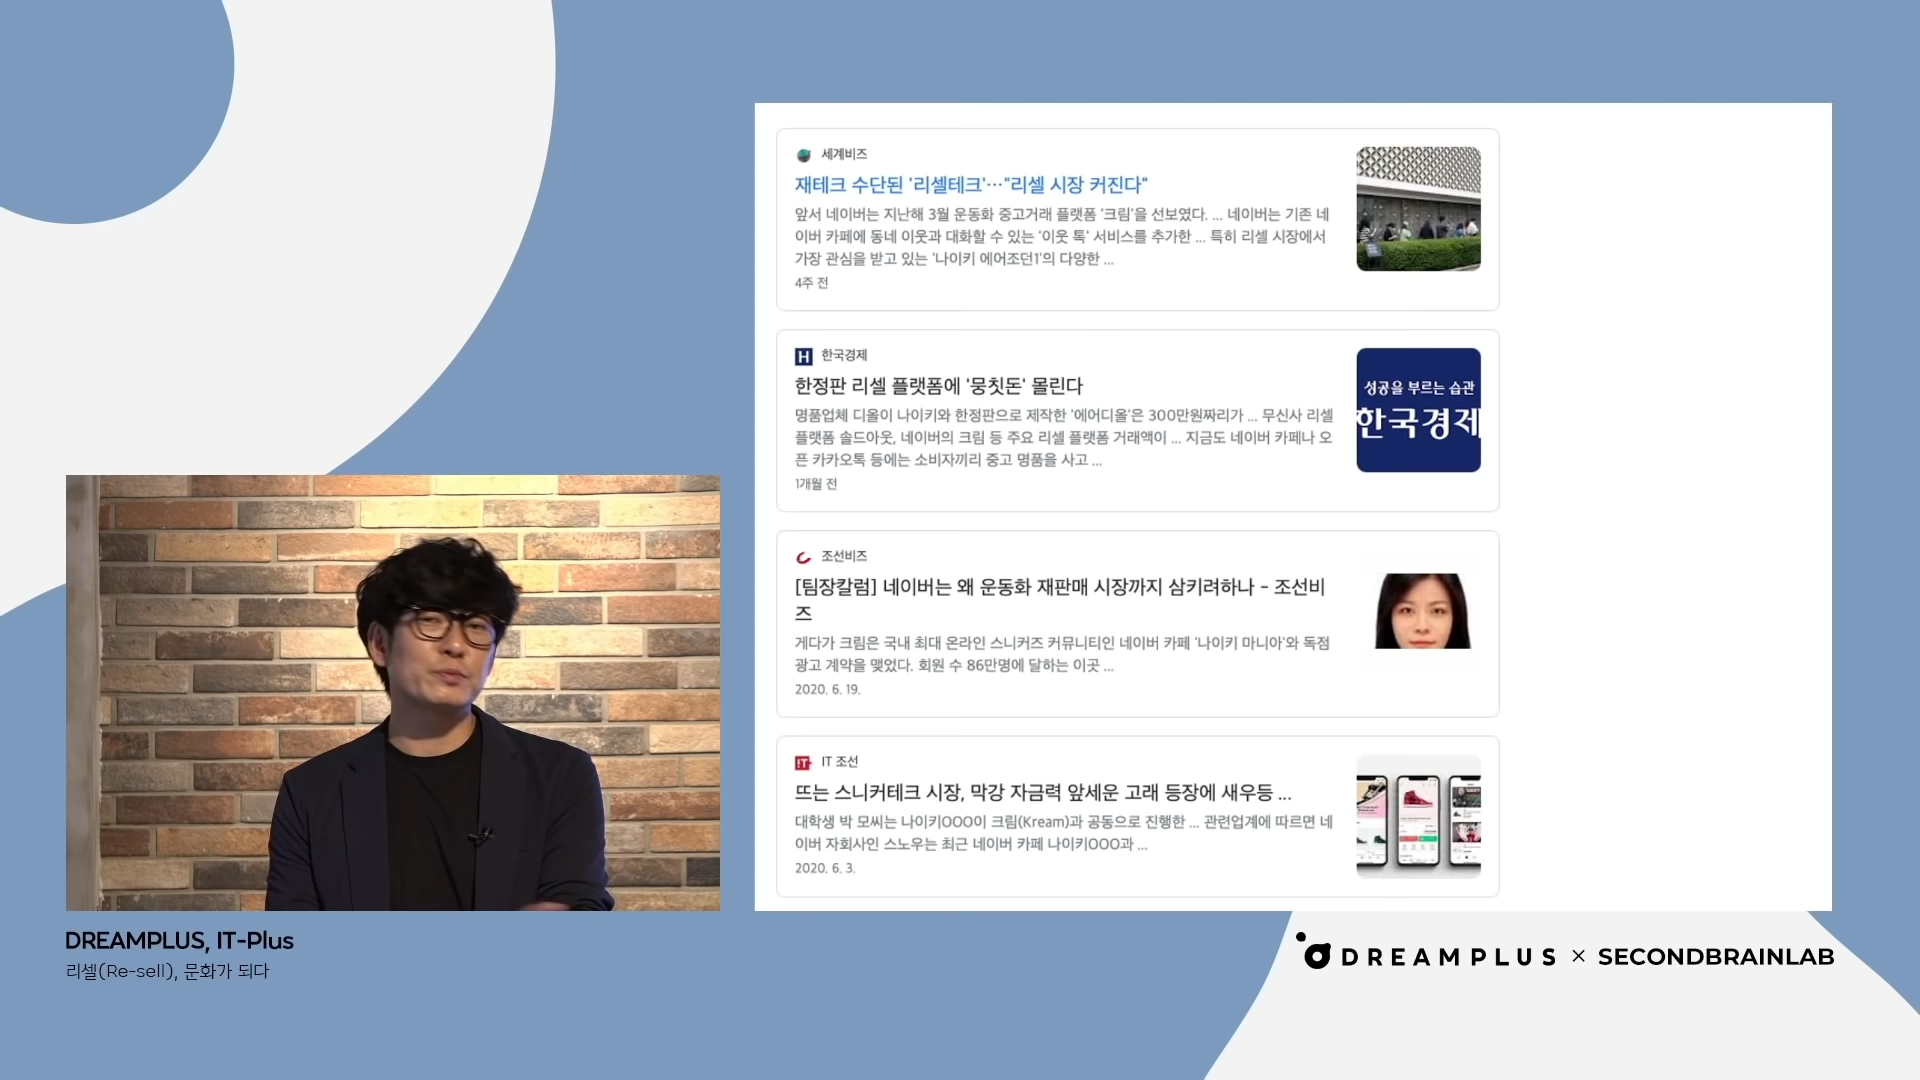 세계비즈
재테크 수단된 '리셀테크'…"리셀 시장 커진다"
앞서 네이버는 지난해 3월 운동화 중고거래 플랫폼 '크림'을 선보였다. ... 네이버는 기존 네
이버 카페에 동네 이웃과 대화할 수 있는 '이웃 톡' 서비스를 추가한 ... 특히 리셀 시장에서
가장 관심을 받고 있는 '나이키 에어조던1'의 다양한 ...
4주 전
H 한국경제
한정판 리셀 플랫폼에 '뭉칫돈' 몰린다
명품업체 디올이 나이키와 한정판으로 제작한 '에어디올'은 300만원짜리가 ... 무신사 리셀
플랫폼 솔드아웃, 네이버의 크림 등 주요 리셀 플랫폼 거래액이 ... 지금도 네이버 카페나 오
픈 카카오톡 등에는 소비자끼리 중고 명품을 사고 ...
1개월 전
성공을 부르는 습관
한국경제
조선비즈
[팀장칼럼] 네이버는 왜 운동화 재판매 시장까지 삼키려하나 - 조선비
즈
게다가 크림은 국내 최대 온라인 스니커즈 커뮤니티인 네이버 카페 '나이키 마니아'와 독점
광고 계약을 맺었다. 회원 수 86만명에 달하는 이곳 ...
2020. 6. 19.
IT IT 조선
뜨는 스니커테크 시장, 막강 자금력 앞세운 고래 등장에 새우등 ...
대학생 박 모씨는 나이키OOO이 크림(Kream)과 공동으로 진행한 ... 관련업계에 따르면 네
이버 자회사인 스노우는 최근 네이버 카페 나이키OOO과 ...
2020. 6. 3.
DREAMPLUS, IT-Plus
리셀(Re-sell), 문화가 되다
DREAMPLUS × SECONDBRAINLAB